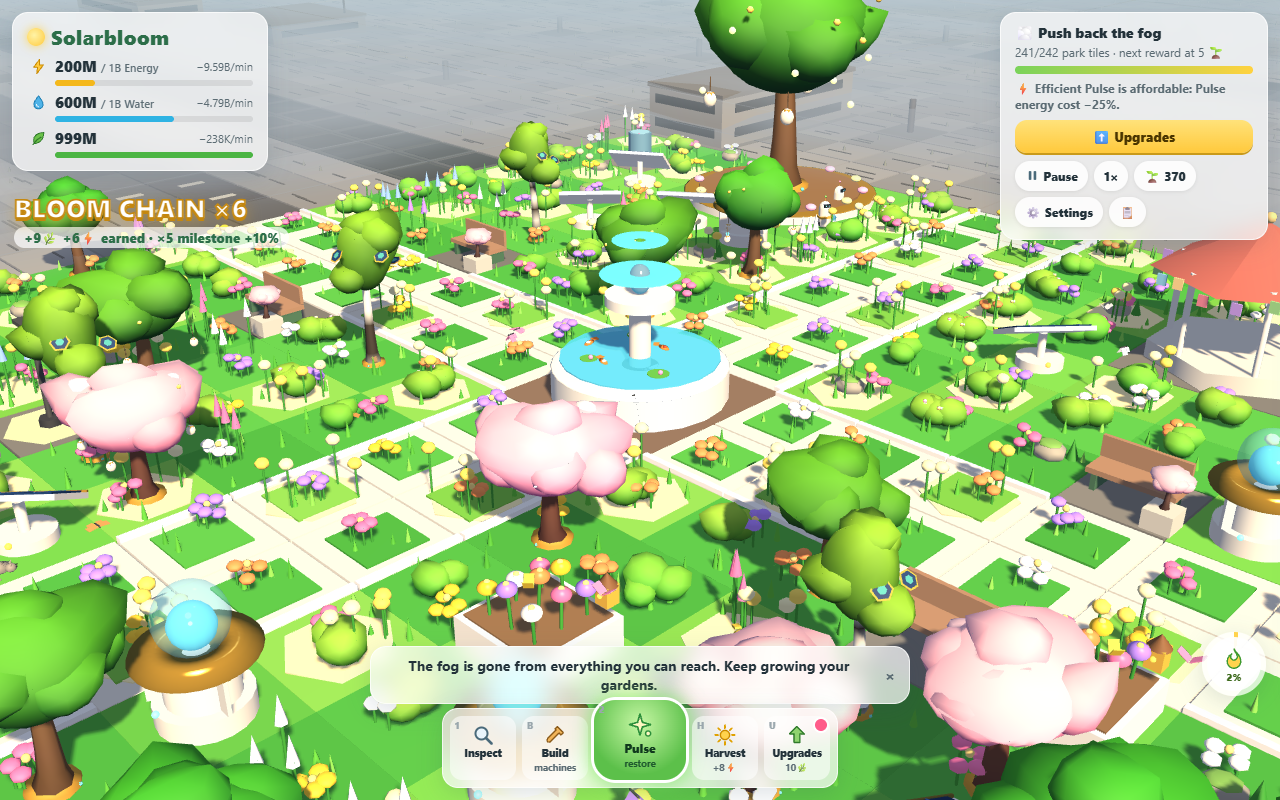 Solarbloom
200M / 1B Energy −9.59B/min
600M / 1B Water −4.79B/min
999M −238K/min
BLOOM CHAIN ×6
+9 +6 earned · ×5 milestone +10%
Push back the fog
241/242 park tiles · next reward at 5
Efficient Pulse is affordable: Pulse
energy cost −25%.
Upgrades
Pause 1× 370
Settings
2%
The fog is gone from everything you can reach. Keep growing your
gardens.
×
1 B H U
Inspect Build Pulse Harvest Upgrades
machines restore +8 10